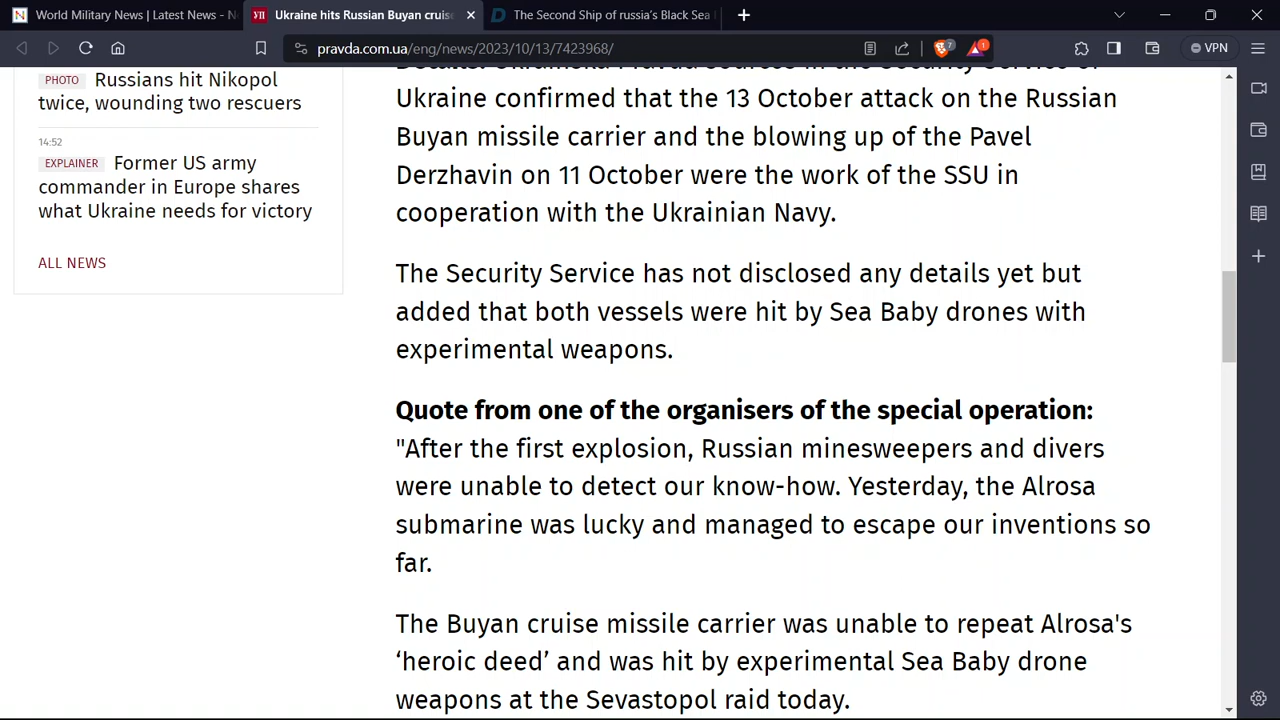 World Military News | Latest News - N
Ukraine hits Russian Buyan cruise
The Second Ship of russia's Black Sea
VPN
pravda.com.ua/eng/news/2023/10/13/7423968/
7
1
PHOTO Russians hit Nikopol
twice, wounding two rescuers
14:52
EXPLAINER Former US army
commander in Europe shares
what Ukraine needs for victory
ALL NEWS
Ukraine confirmed that the 13 October attack on the Russian
Buyan missile carrier and the blowing up of the Pavel
Derzhavin on 11 October were the work of the SSU in
cooperation with the Ukrainian Navy.
The Security Service has not disclosed any details yet but
added that both vessels were hit by Sea Baby drones with
experimental weapons.
Quote from one of the organisers of the special operation:
"After the first explosion, Russian minesweepers and divers
were unable to detect our know-how. Yesterday, the Alrosa
submarine was lucky and managed to escape our inventions so
far.
The Buyan cruise missile carrier was unable to repeat Alrosa's
‘heroic deed’ and was hit by experimental Sea Baby drone
weapons at the Sevastopol raid today.